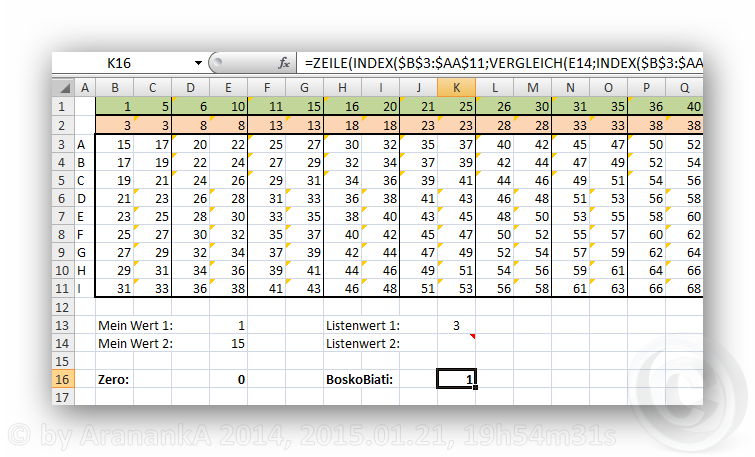 K16 fx =ZEILE(INDEX($B$3:$AA$11;VERGLEICH(E14;INDEX($B$3:$AA
A B C D E F G H I J K L M N O P Q
1 1 5 6 10 11 15 16 20 21 25 26 30 31 35 36 40
2 3 3 8 8 13 13 18 18 23 23 28 28 33 33 38 38
3 A 15 17 20 22 25 27 30 32 35 37 40 42 45 47 50 52
4 B 17 19 22 24 27 29 32 34 37 39 42 44 47 49 52 54
5 C 19 21 24 26 29 31 34 36 39 41 44 46 49 51 54 56
6 D 21 23 26 28 31 33 36 38 41 43 46 48 51 53 56 58
7 E 23 25 28 30 33 35 38 40 43 45 48 50 53 55 58 60
8 F 25 27 30 32 35 37 40 42 45 47 50 52 55 57 60 62
9 G 27 29 32 34 37 39 42 44 47 49 52 54 57 59 62 64
10 H 29 31 34 36 39 41 44 46 49 51 54 56 59 61 64 66
11 I 31 33 36 38 41 43 46 48 51 53 56 58 61 63 66 68
12
13 Mein Wert 1: 1 Listenwert 1: 3
14 Mein Wert 2: 15 Listenwert 2:
15
16 Zero: 0 BoskoBiati: 1
17
© by AranankA 2014, 2015.01.21, 19h54m31s
©